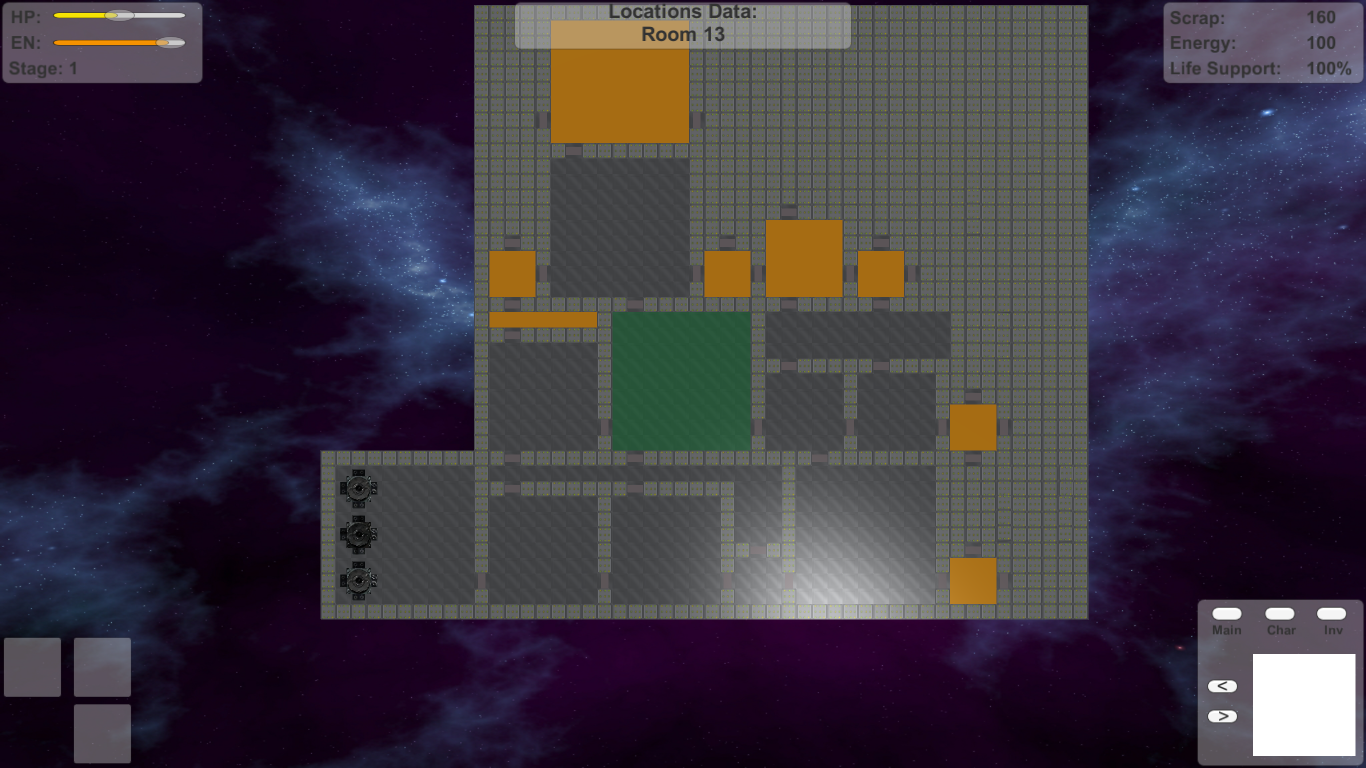 HP:
EN:
Stage: 1
Locations Data:
Room 13
Scrap: 160
Energy: 100
Life Support: 100%
Main Char Inv
<
>